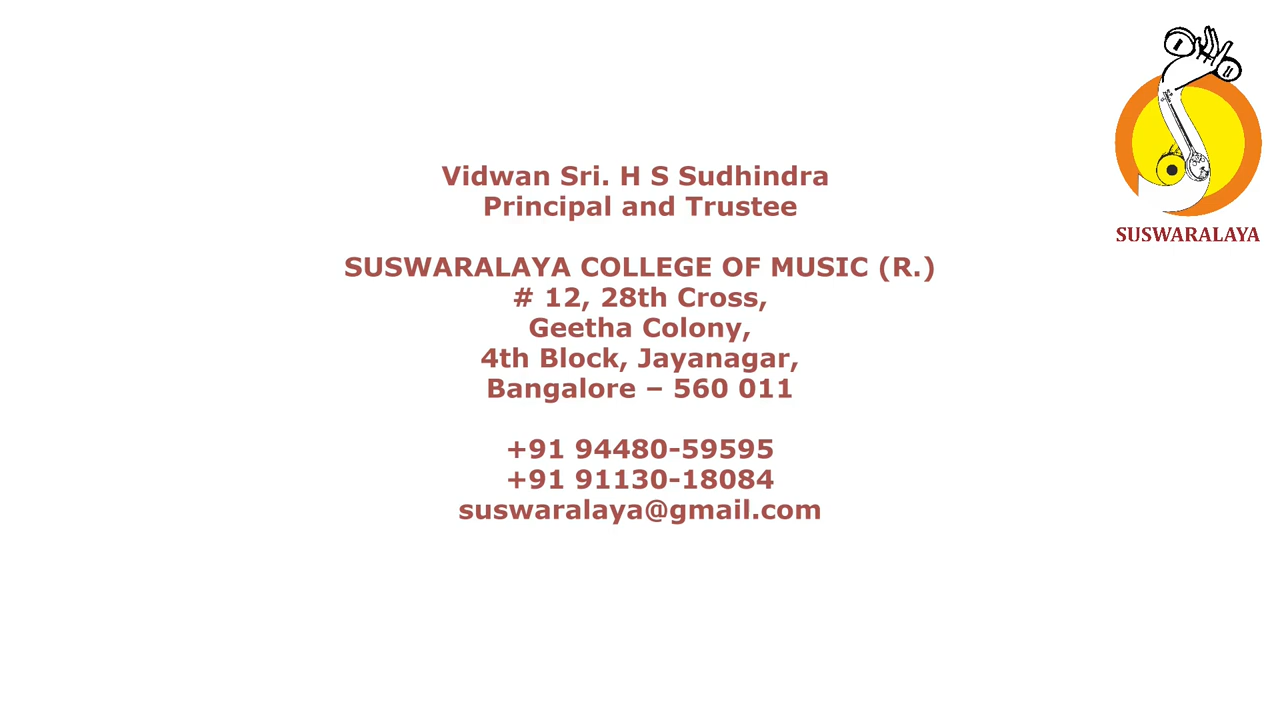 Vidwan Sri. H S Sudhindra
Principal and Trustee
SUSWARALAYA COLLEGE OF MUSIC (R.)
# 12, 28th Cross,
Geetha Colony,
4th Block, Jayanagar,
Bangalore – 560 011
+91 94480-59595
+91 91130-18084
suswaralaya@gmail.com
SUSWARALAYA